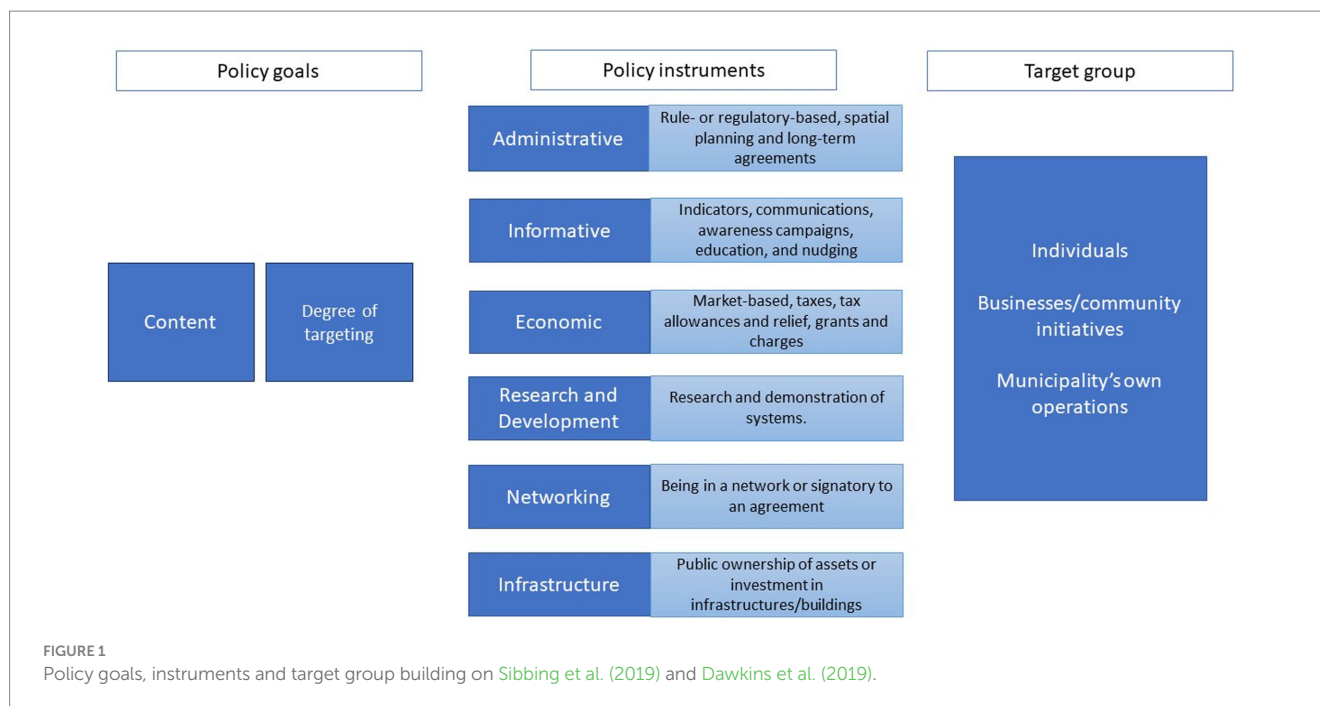 Policy goals
Policy instruments
Target group
Content
Degree of
targeting
Administrative
Rule- or regulatory-based, spatial
planning and long-term
agreements
Informative
Indicators, communications,
awareness campaigns,
education, and nudging
Economic
Market-based, taxes, tax
allowances and relief, grants and
charges
Research and
Development
Research and demonstration of
systems.
Networking
Being in a network or signatory to
an agreement
Infrastructure
Public ownership of assets or
investment in
infrastructures/buildings
Individuals
Businesses/community
initiatives
Municipality's own
operations
FIGURE 1
Policy goals, instruments and target group building on Sibbing et al. (2019) and Dawkins et al. (2019).